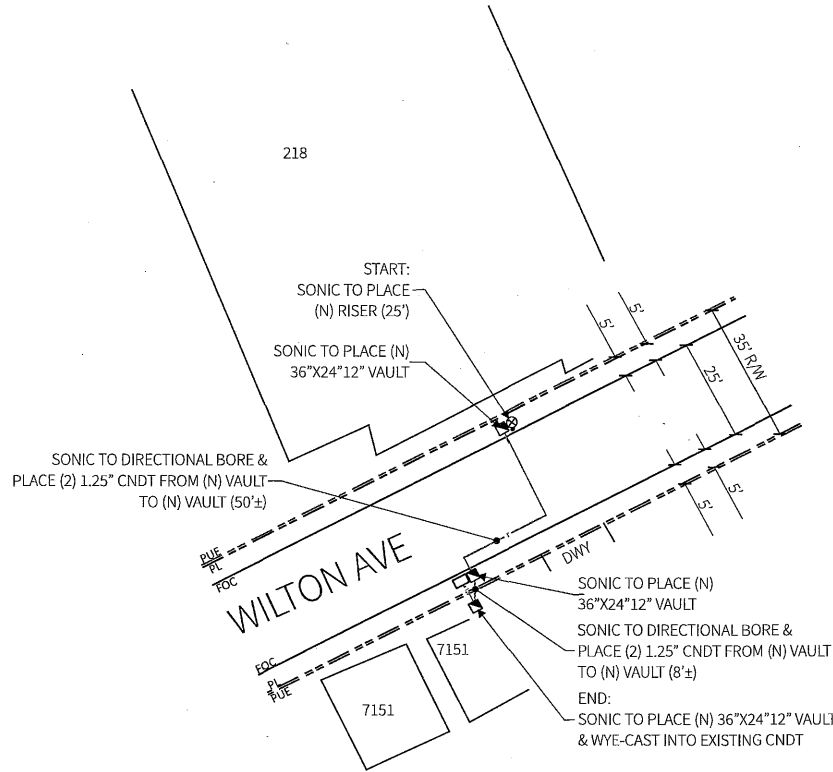 218
START:
SONIC TO PLACE
(N) RISER (25')
SONIC TO PLACE (N)
36"X24"12" VAULT
5'
5'
35' R/W
25'
SONIC TO DIRECTIONAL BORE &
PLACE (2) 1.25" CNDT FROM (N) VAULT
TO (N) VAULT (50'±)
PUE
PL
FOC
WILTON AVE
DWY
5'
5'
FOC
PL
PUE
SONIC TO PLACE (N)
36"X24"12" VAULT
SONIC TO DIRECTIONAL BORE &
PLACE (2) 1.25" CNDT FROM (N) VAULT
TO (N) VAULT (8'±)
END:
SONIC TO PLACE (N) 36"X24"12" VAULT
& WYE-CAST INTO EXISTING CNDT
7151
7151